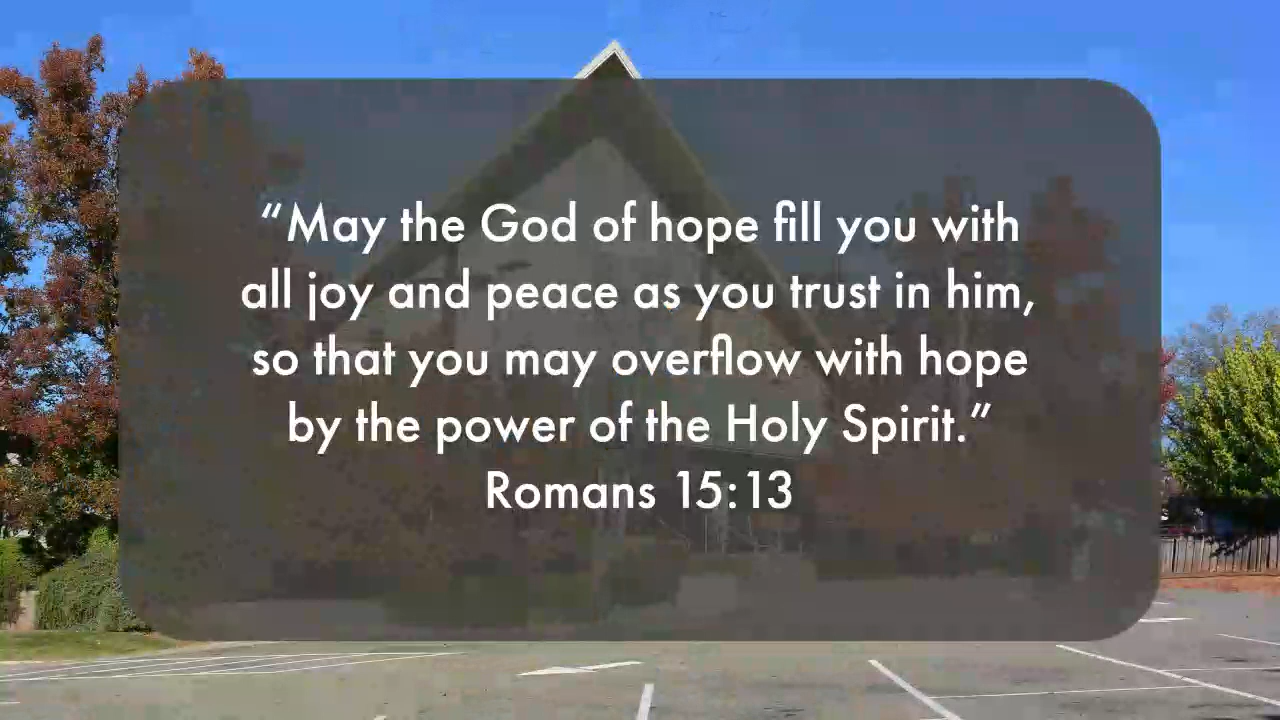 “May the God of hope fill you with
all joy and peace as you trust in him,
so that you may overflow with hope
by the power of the Holy Spirit.”
Romans 15:13